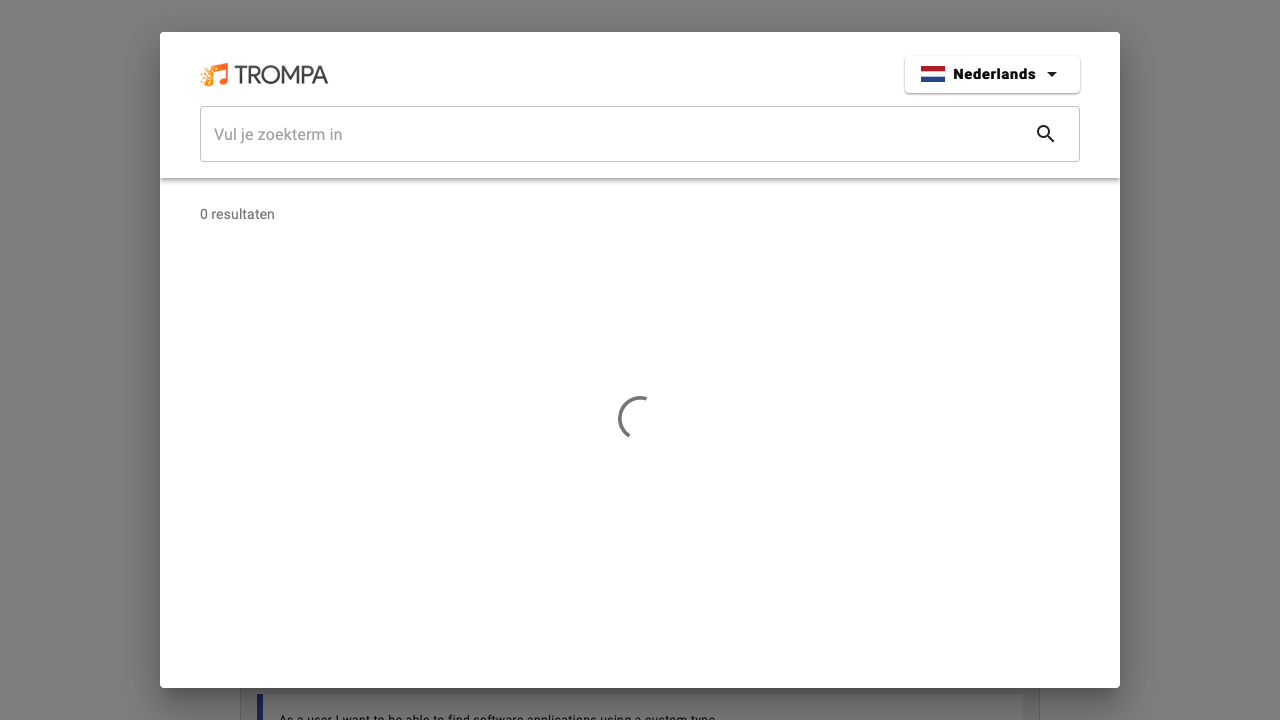 TROMPA
Nederlands
Vul je zoekterm in
0 resultaten
As a user I want to be able to find software applications using a custom type